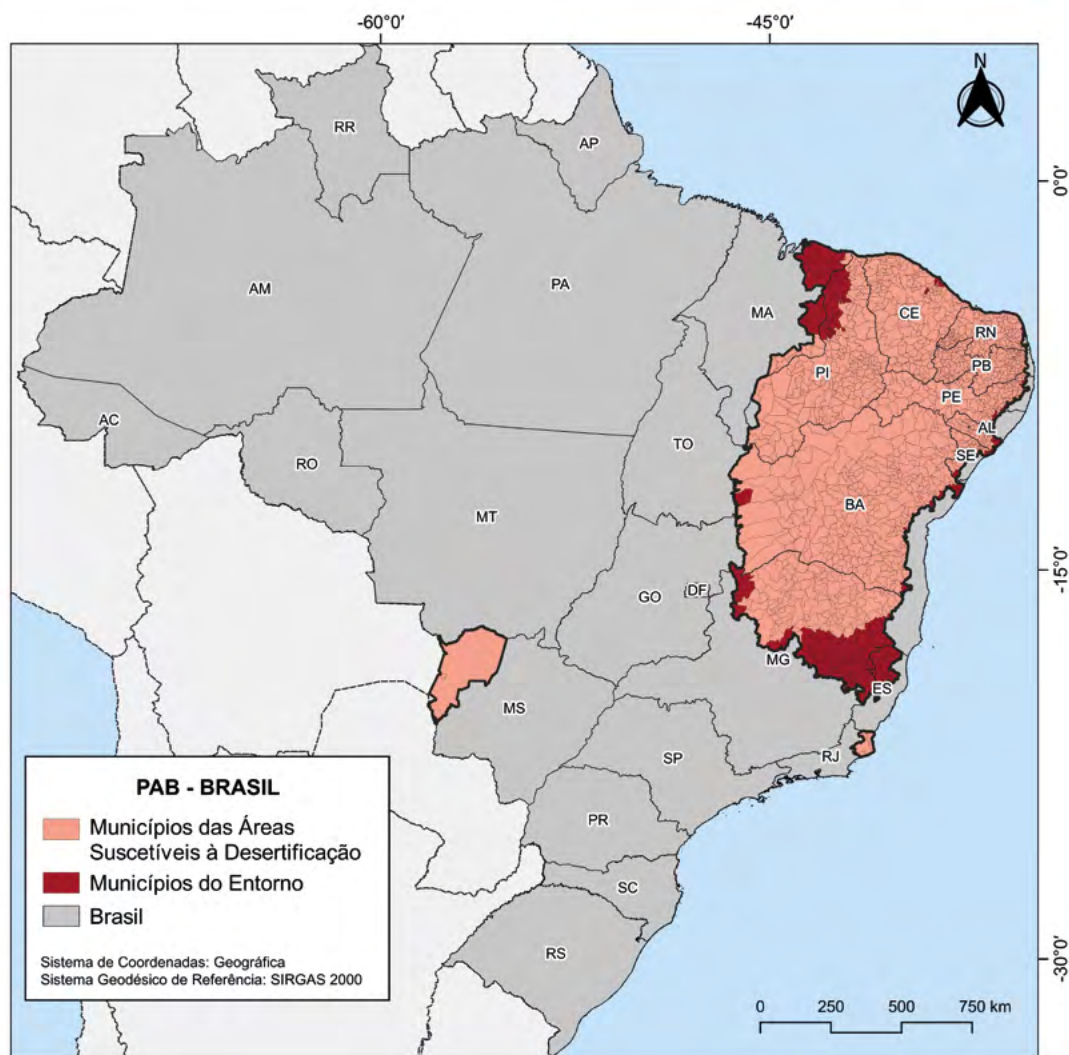 -60°0'
-45°0'
N
RR
AP
0°0'
AM
PA
MA
CE
RN
PB
PI
PE
AC
AL
TO
SE
RO
BA
MT
-15°0'
GO
DF
MG
ES
MS
SP
RJ
PR
SC
RS
-30°0'
PAB - BRASIL
Municípios das Áreas
Suscetíveis à Desertificação
Municípios do Entorno
Brasil
Sistema de Coordenadas: Geográfica
Sistema Geodésico de Referência: SIRGAS 2000
0 250 500 750 km